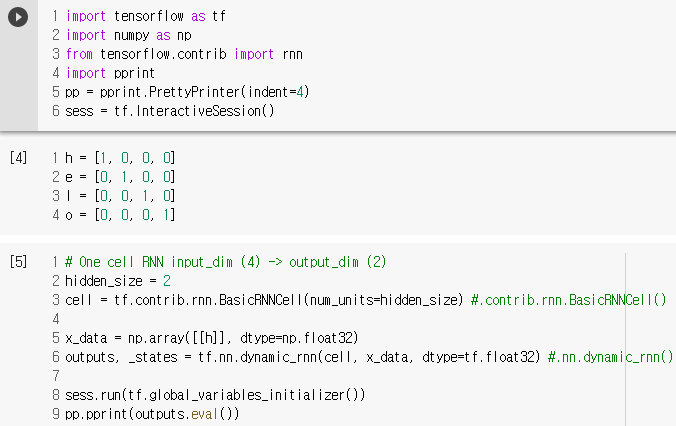 1 import tensorflow as tf
2 import numpy as np
3 from tensorflow.contrib import rnn
4 import pprint
5 pp = pprint.PrettyPrinter(indent=4)
6 sess = tf.InteractiveSession()
[4] 1 h = [1, 0, 0, 0]
2 e = [0, 1, 0, 0]
3 l = [0, 0, 1, 0]
4 o = [0, 0, 0, 1]
[5] 1 # One cell RNN input_dim (4) -> output_dim (2)
2 hidden_size = 2
3 cell = tf.contrib.rnn.BasicRNNCell(num_units=hidden_size) #.contrib.rnn.BasicRNNCell()
4
5 x_data = np.array([[h]], dtype=np.float32)
6 outputs, _states = tf.nn.dynamic_rnn(cell, x_data, dtype=tf.float32) #.nn.dynamic_rnn()
7
8 sess.run(tf.global_variables_initializer())
9 pp.pprint(outputs.eval())